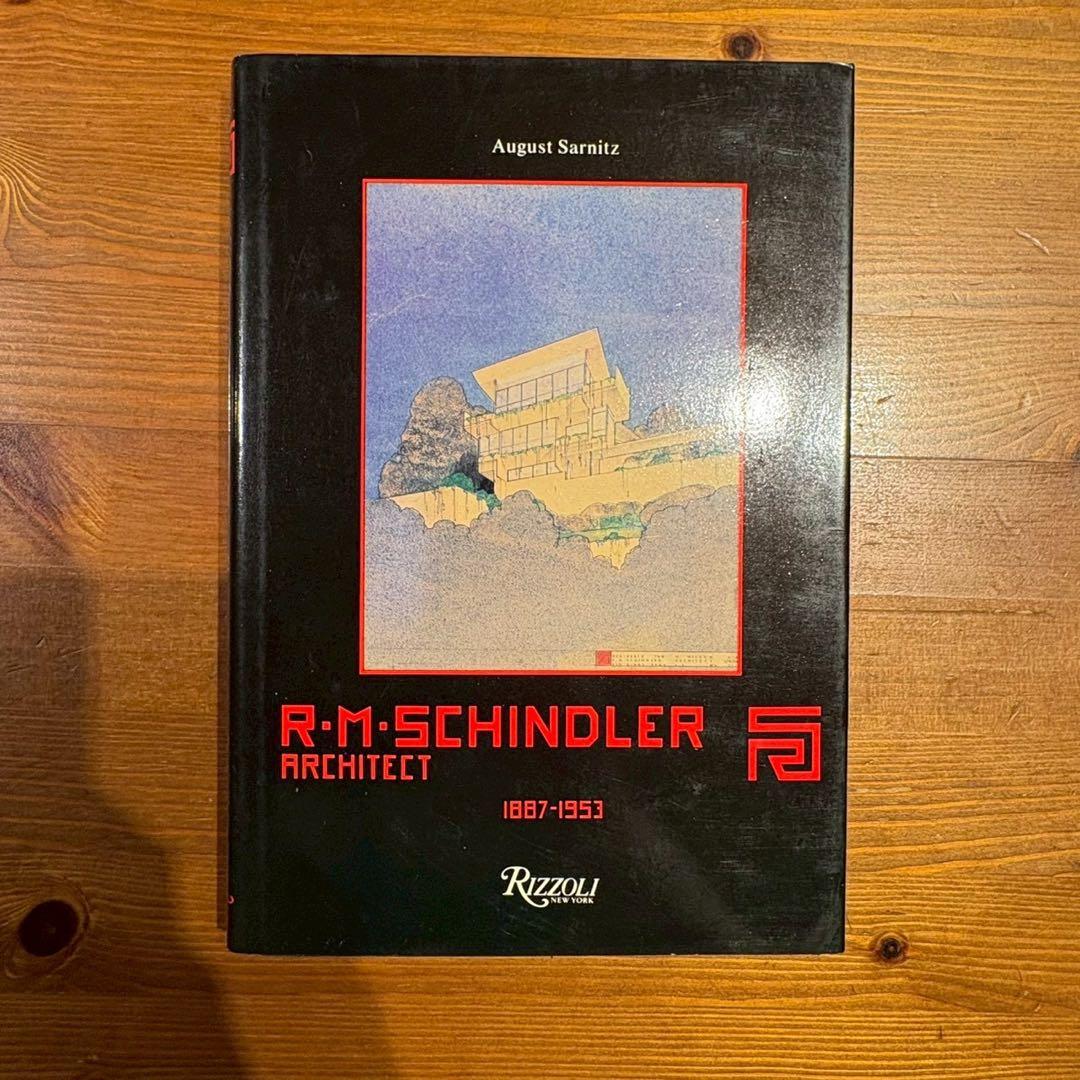 August Sarnitz
R·M·SCHINDLER
ARCHITECT
1887-1953
RIZZOLI
NEW YORK